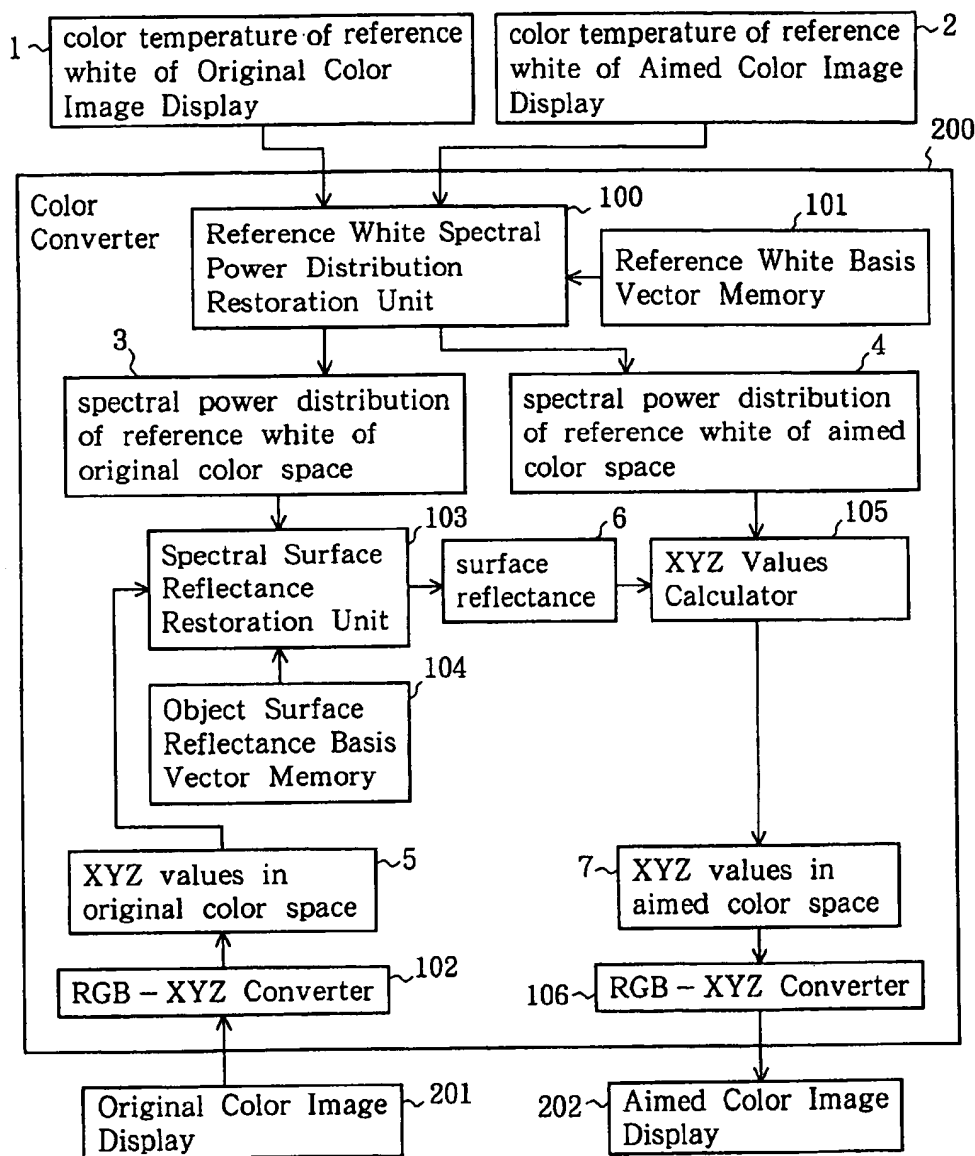 1
color temperature of reference
white of Original Color
Image Display
color temperature of reference
white of Aimed Color Image
Display
2
200
Color
Converter
100
Reference White Spectral
Power Distribution
Restoration Unit
101
Reference White Basis
Vector Memory
3
spectral power distribution
of reference white of
original color space
4
spectral power distribution
of reference white of aimed
color space
103
Spectral Surface
Reflectance
Restoration Unit
6
surface
reflectance
105
XYZ Values
Calculator
104
Object Surface
Reflectance Basis
Vector Memory
5
XYZ values in
original color space
7
XYZ values in
aimed color space
102
RGB - XYZ Converter
106
RGB - XYZ Converter
201
Original Color Image
Display
202
Aimed Color Image
Display